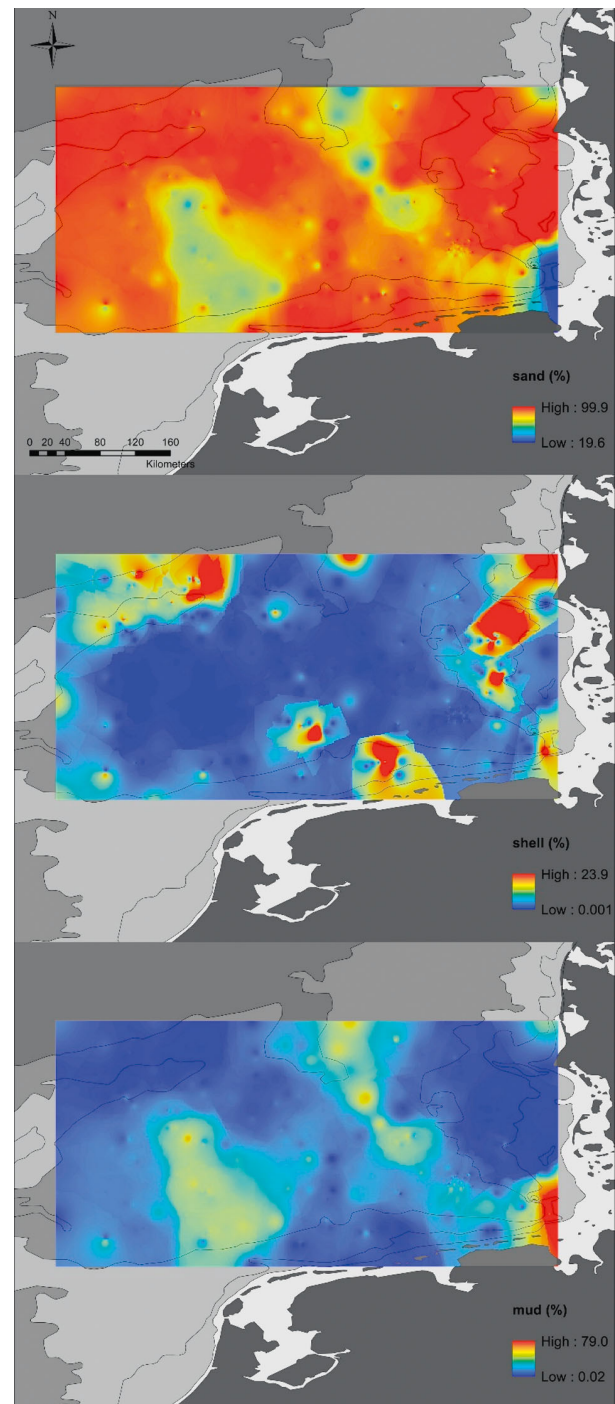 N
sand (%)
High : 99.9
Low : 19.6
0 20 40 80 120 160
Kilometers
shell (%)
High : 23.9
Low : 0.001
mud (%)
High : 79.0
Low : 0.02